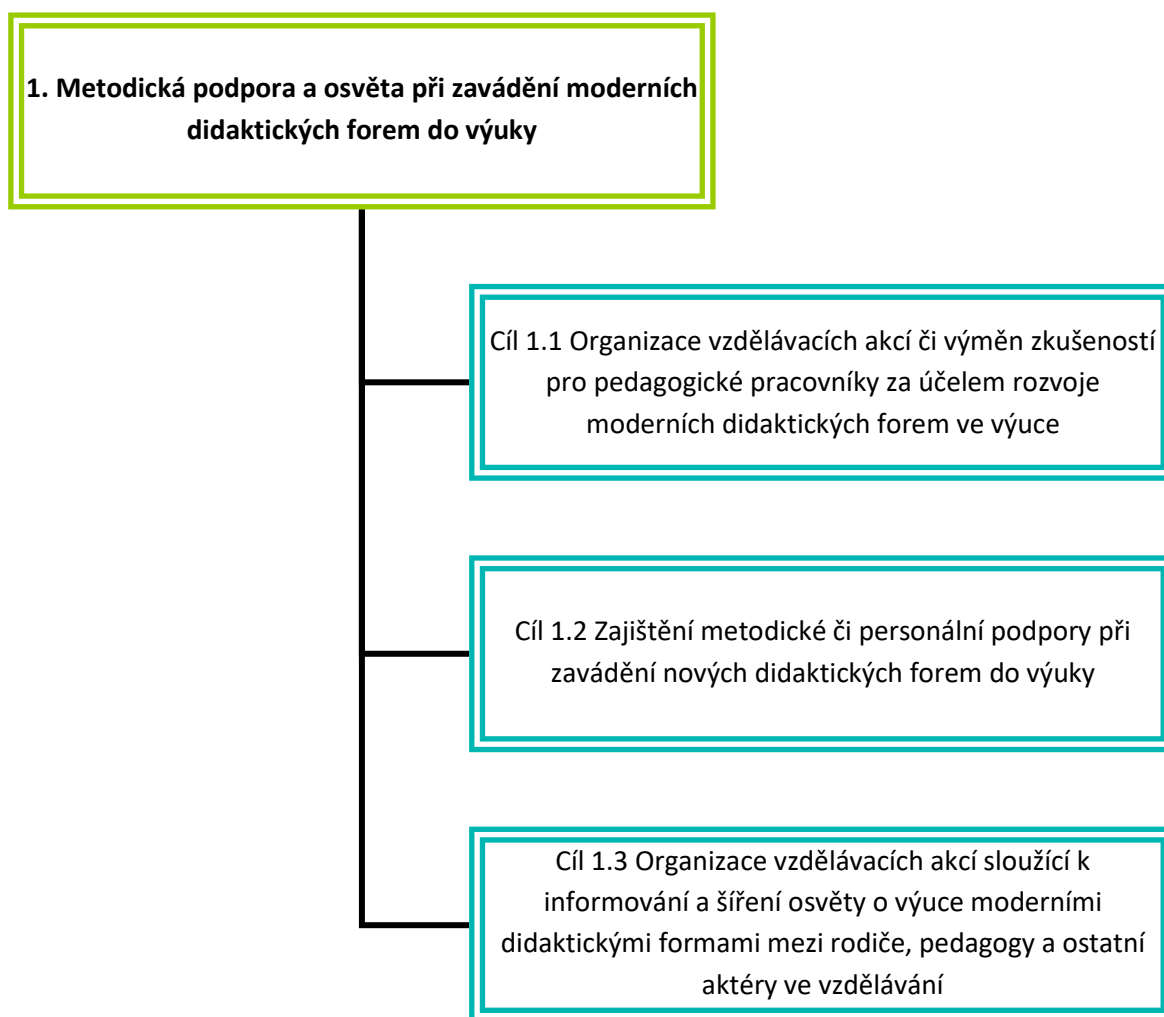 1. Metodická podpora a osvěta při zavádění moderních
didaktických forem do výuky
Cíl 1.1 Organizace vzdělávacích akcí či výměn zkušeností
pro pedagogické pracovníky za účelem rozvoje
moderních didaktických forem ve výuce
Cíl 1.2 Zajištění metodické či personální podpory při
zavádění nových didaktických forem do výuky
Cíl 1.3 Organizace vzdělávacích akcí sloužící k
informování a šíření osvěty o výuce moderními
didaktickými formami mezi rodiče, pedagogy a ostatní
aktéry ve vzdělávání